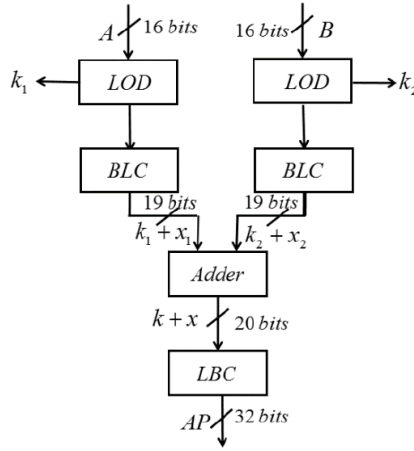 A 16 bits 16 bits B
k₁ LOD LOD k₂
BLC BLC
19 bits 19 bits
k₁ + x₁ k₂ + x₂
Adder
k + x 20 bits
LBC
AP 32 bits